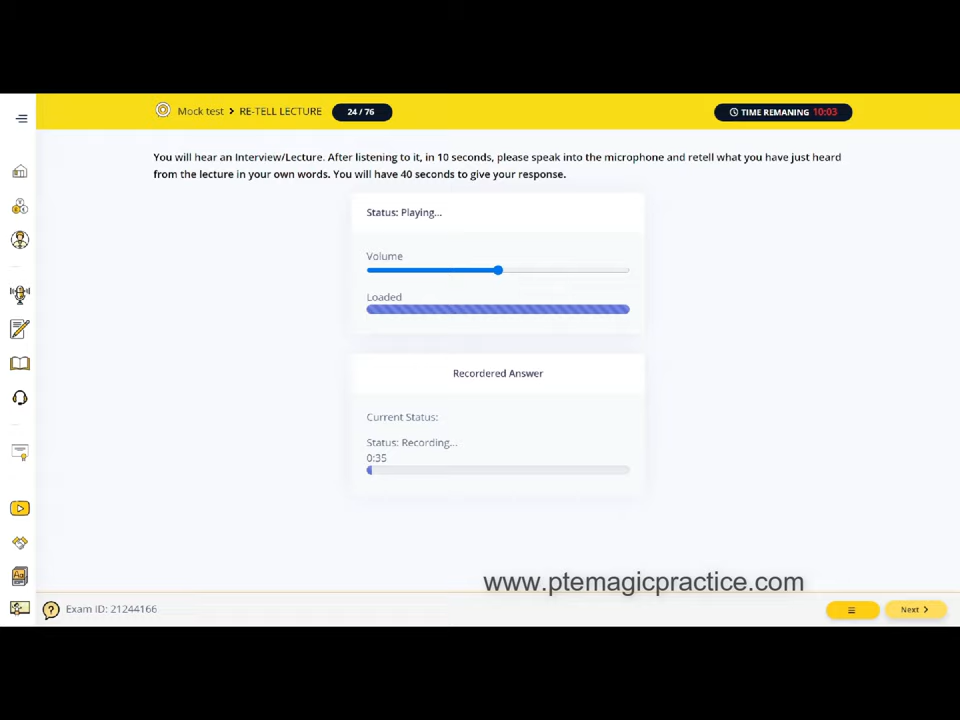 Mock test > RE-TELL LECTURE 24 / 76 TIME REMANING 10:03
You will hear an Interview/Lecture. After listening to it, in 10 seconds, please speak into the microphone and retell what you have just heard
from the lecture in your own words. You will have 40 seconds to give your response.
Status: Playing...
Volume
Loaded
Recordered Answer
Current Status:
Status: Recording...
0:35
www.ptemagicpractice.com
Exam ID: 21244166
Next >